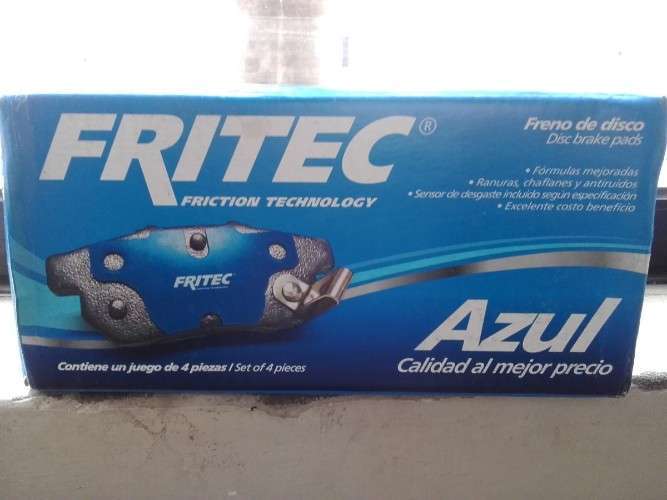 FRITEC®
FRICTION TECHNOLOGY
Freno de disco
Disc brake pads
• Fórmulas mejoradas
• Ranuras, chaflanes y antiruidos
• Sensor de desgaste incluido según especificación
• Excelente costo beneficio
FRITEC
Azul
Calidad al mejor precio
Contiene un juego de 4 piezas / Set of 4 pieces